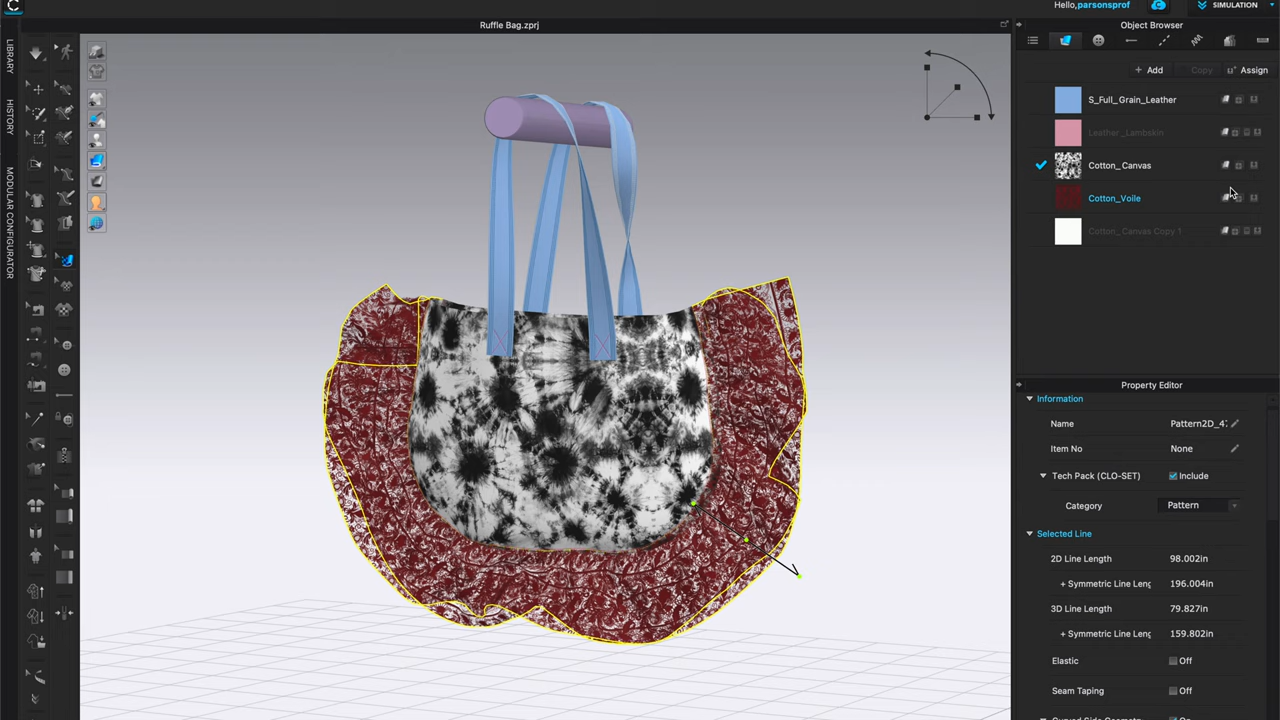 Hello,parsonsprof
SIMULATION
Ruffle Bag.zprj
Object Browser
LIBRARY
HISTORY
MODULAR CONFIGURATOR
+ Add
Copy
Assign
S_Full_Grain_Leather
Leather_Lambskin
Cotton_Canvas
Cotton_Voile
Cotton_Canvas Copy 1
Property Editor
Information
Name Pattern2D_4
Item No None
Tech Pack (CLO-SET) Include
Category Pattern
Selected Line
2D Line Length 98.002in
+ Symmetric Line Leng 196.004in
3D Line Length 79.827in
+ Symmetric Line Leng 159.802in
Elastic Off
Seam Taping Off